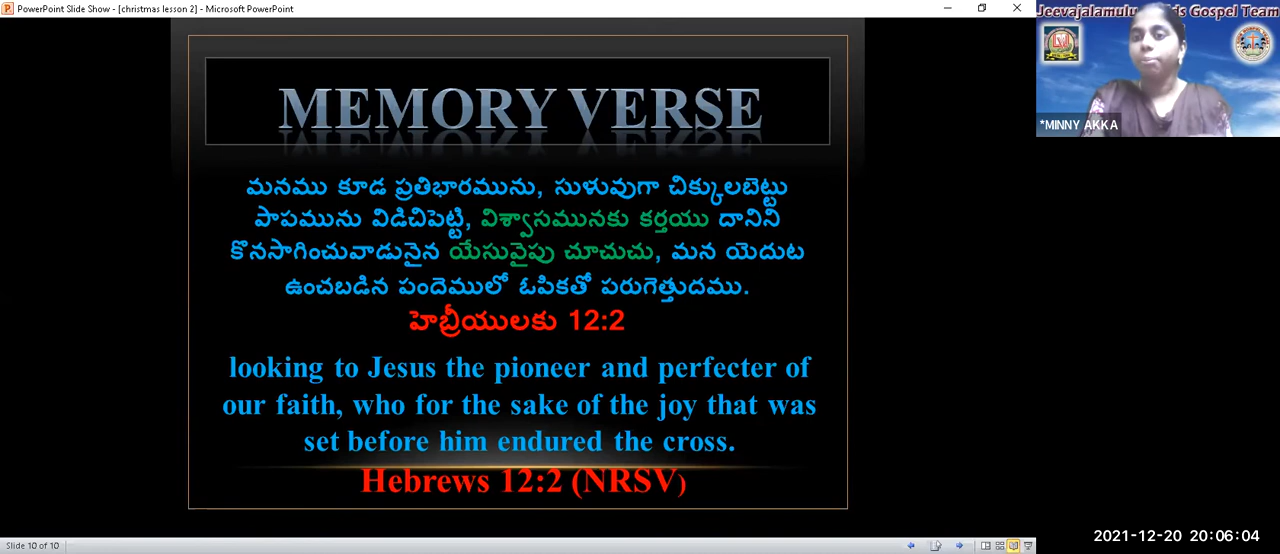 PowerPoint Slide Show - [christmas lesson 2] - Microsoft PowerPoint
Jeevajalamulu Gospel Team
*MINNY AKKA
MEMORY VERSE
మనము కూడ ప్రతిభారమును, సుళువుగా చిక్కులబెట్టు
పాపమును విడిచిపెట్టి, విశ్వాసమునకు కర్తయు దానిని
కొనసాగించువాడునైన యేసువైపు చూచుచు, మన యెదుట
ఉంచబడిన పందెములో ఓపికతో పరుగెత్తుదము.
హెబ్రీయులకు 12:2
looking to Jesus the pioneer and perfecter of
our faith, who for the sake of the joy that was
set before him endured the cross.
Hebrews 12:2 (NRSV)
2021-12-20 20:06:04
Slide 10 of 10